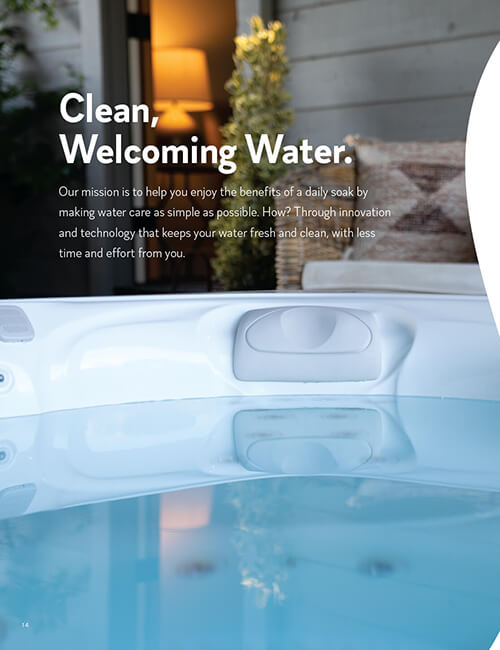 Clean,
Welcoming Water.
Our mission is to help you enjoy the benefits of a daily soak by
making water care as simple as possible. How? Through innovation
and technology that keeps your water fresh and clean, with less
time and effort from you.
14